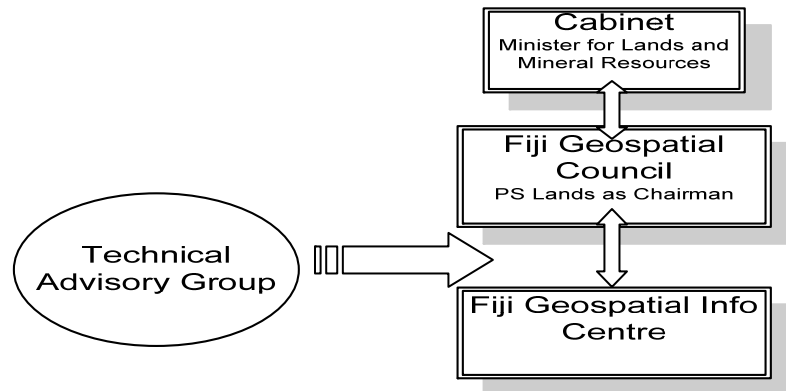 Cabinet
Minister for Lands and
Mineral Resources
Fiji Geospatial
Council
PS Lands as Chairman
Technical
Advisory Group
Fiji Geospatial Info
Centre